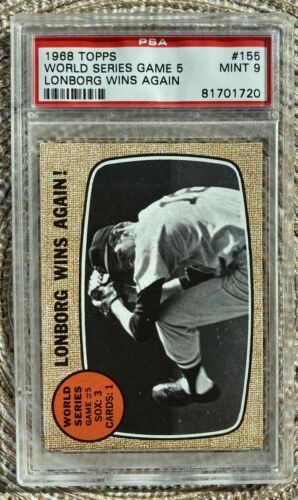 PSA
1968 TOPPS #155
WORLD SERIES GAME 5 MINT 9
LONBORG WINS AGAIN 81701720
LONBORG WINS AGAIN!
WORLD
SERIES
GAME #5
SOX: 3
CARDS: 1